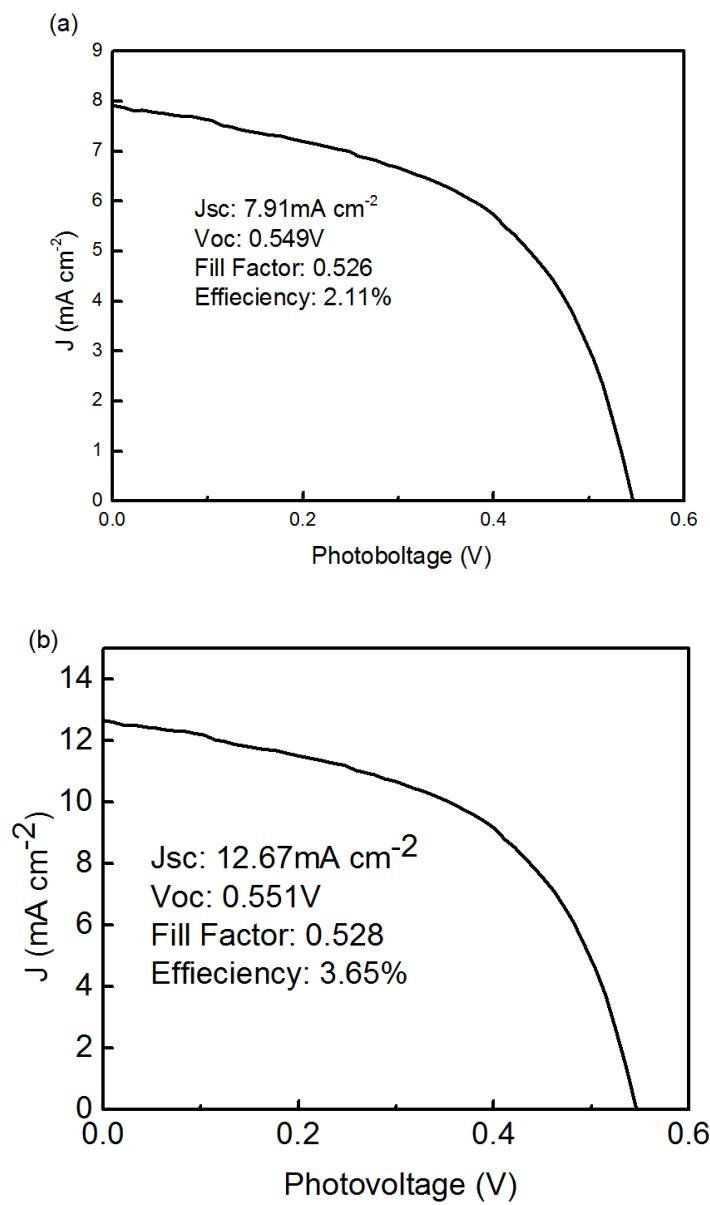 (a)
9
8
7
6
5
4
3
2
1
0
J (mA cm-2)
Jsc: 7.91mA cm-2
Voc: 0.549V
Fill Factor: 0.526
Effieciency: 2.11%
0.0 0.2 0.4 0.6
Photoboltage (V)
(b)
14
12
10
8
6
4
2
0
J (mA cm-2)
Jsc: 12.67mA cm-2
Voc: 0.551V
Fill Factor: 0.528
Effieciency: 3.65%
0.0 0.2 0.4 0.6
Photovoltage (V)